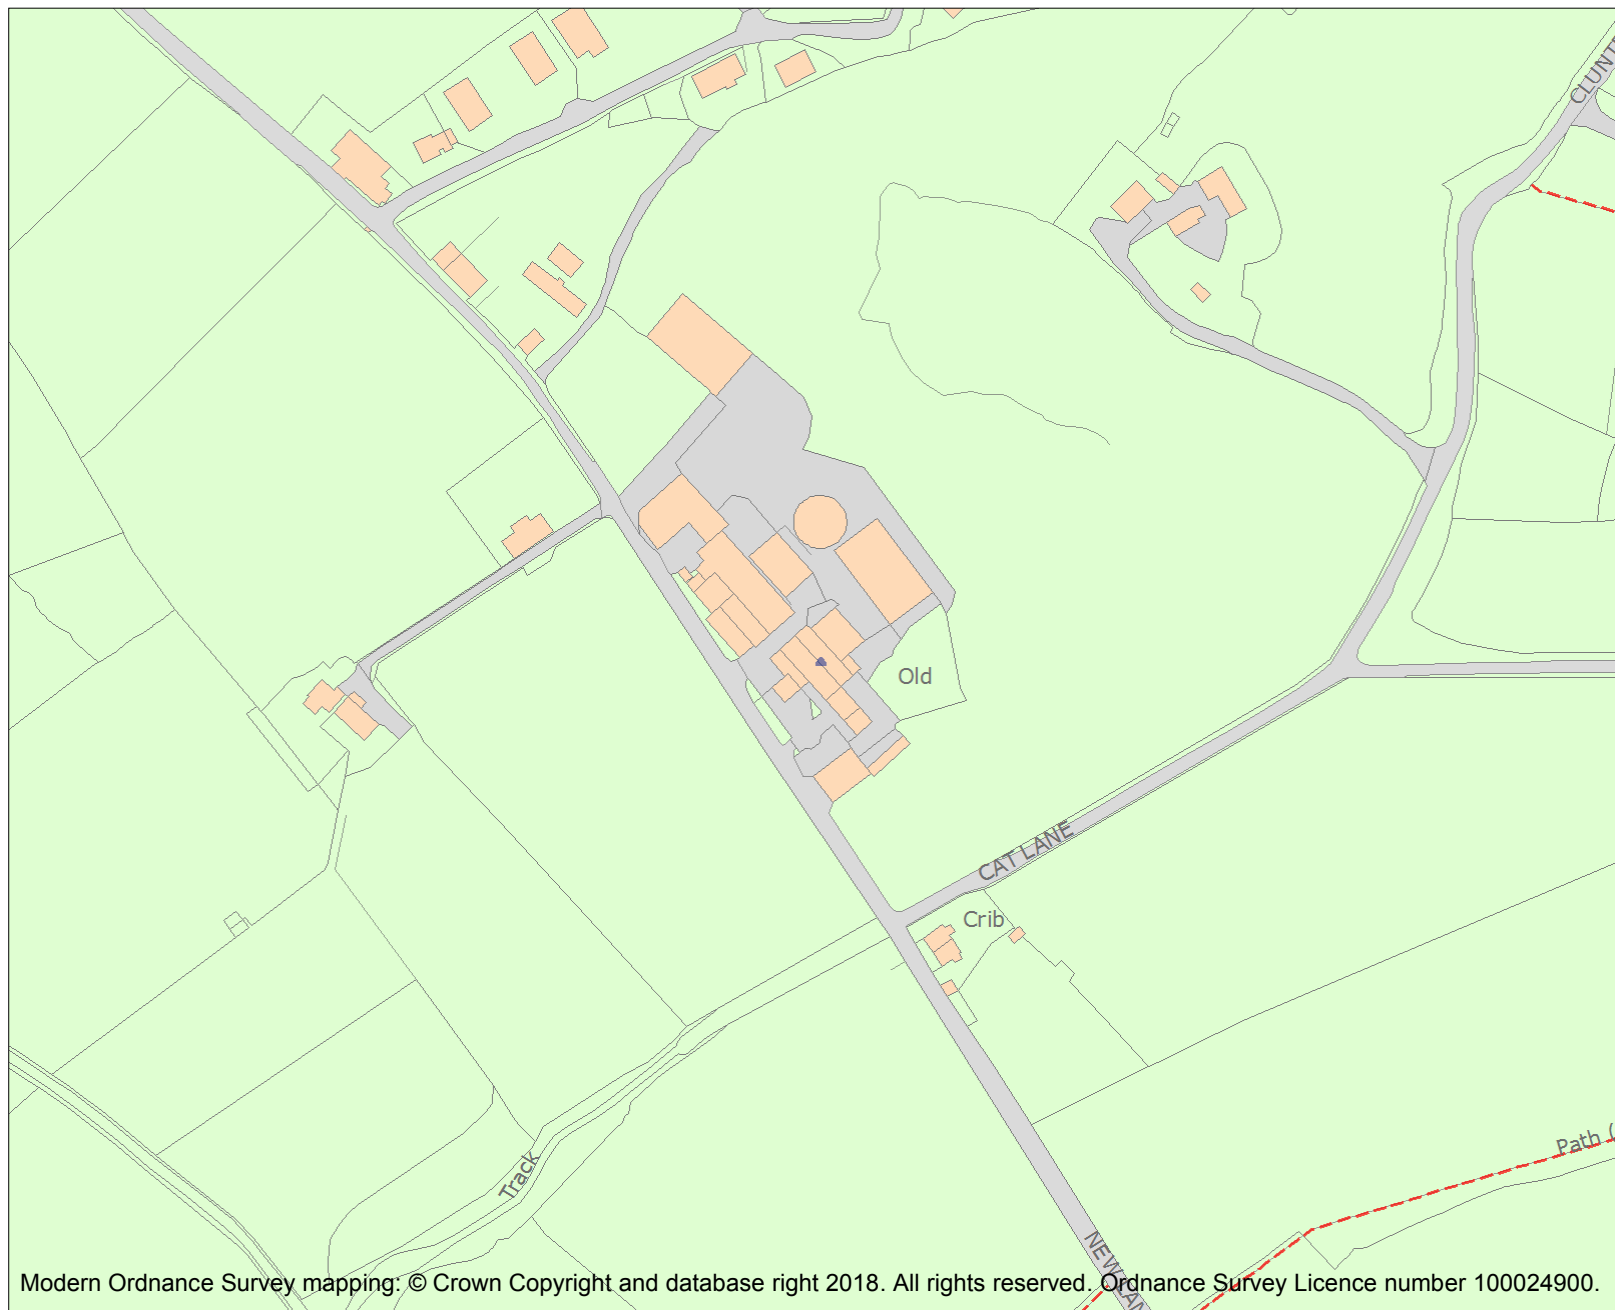 Old
CAT LANE
Crib
Path
Track
Modern Ordnance Survey mapping: © Crown Copyright and database right 2018. All rights reserved. Ordnance Survey Licence number 100024900.